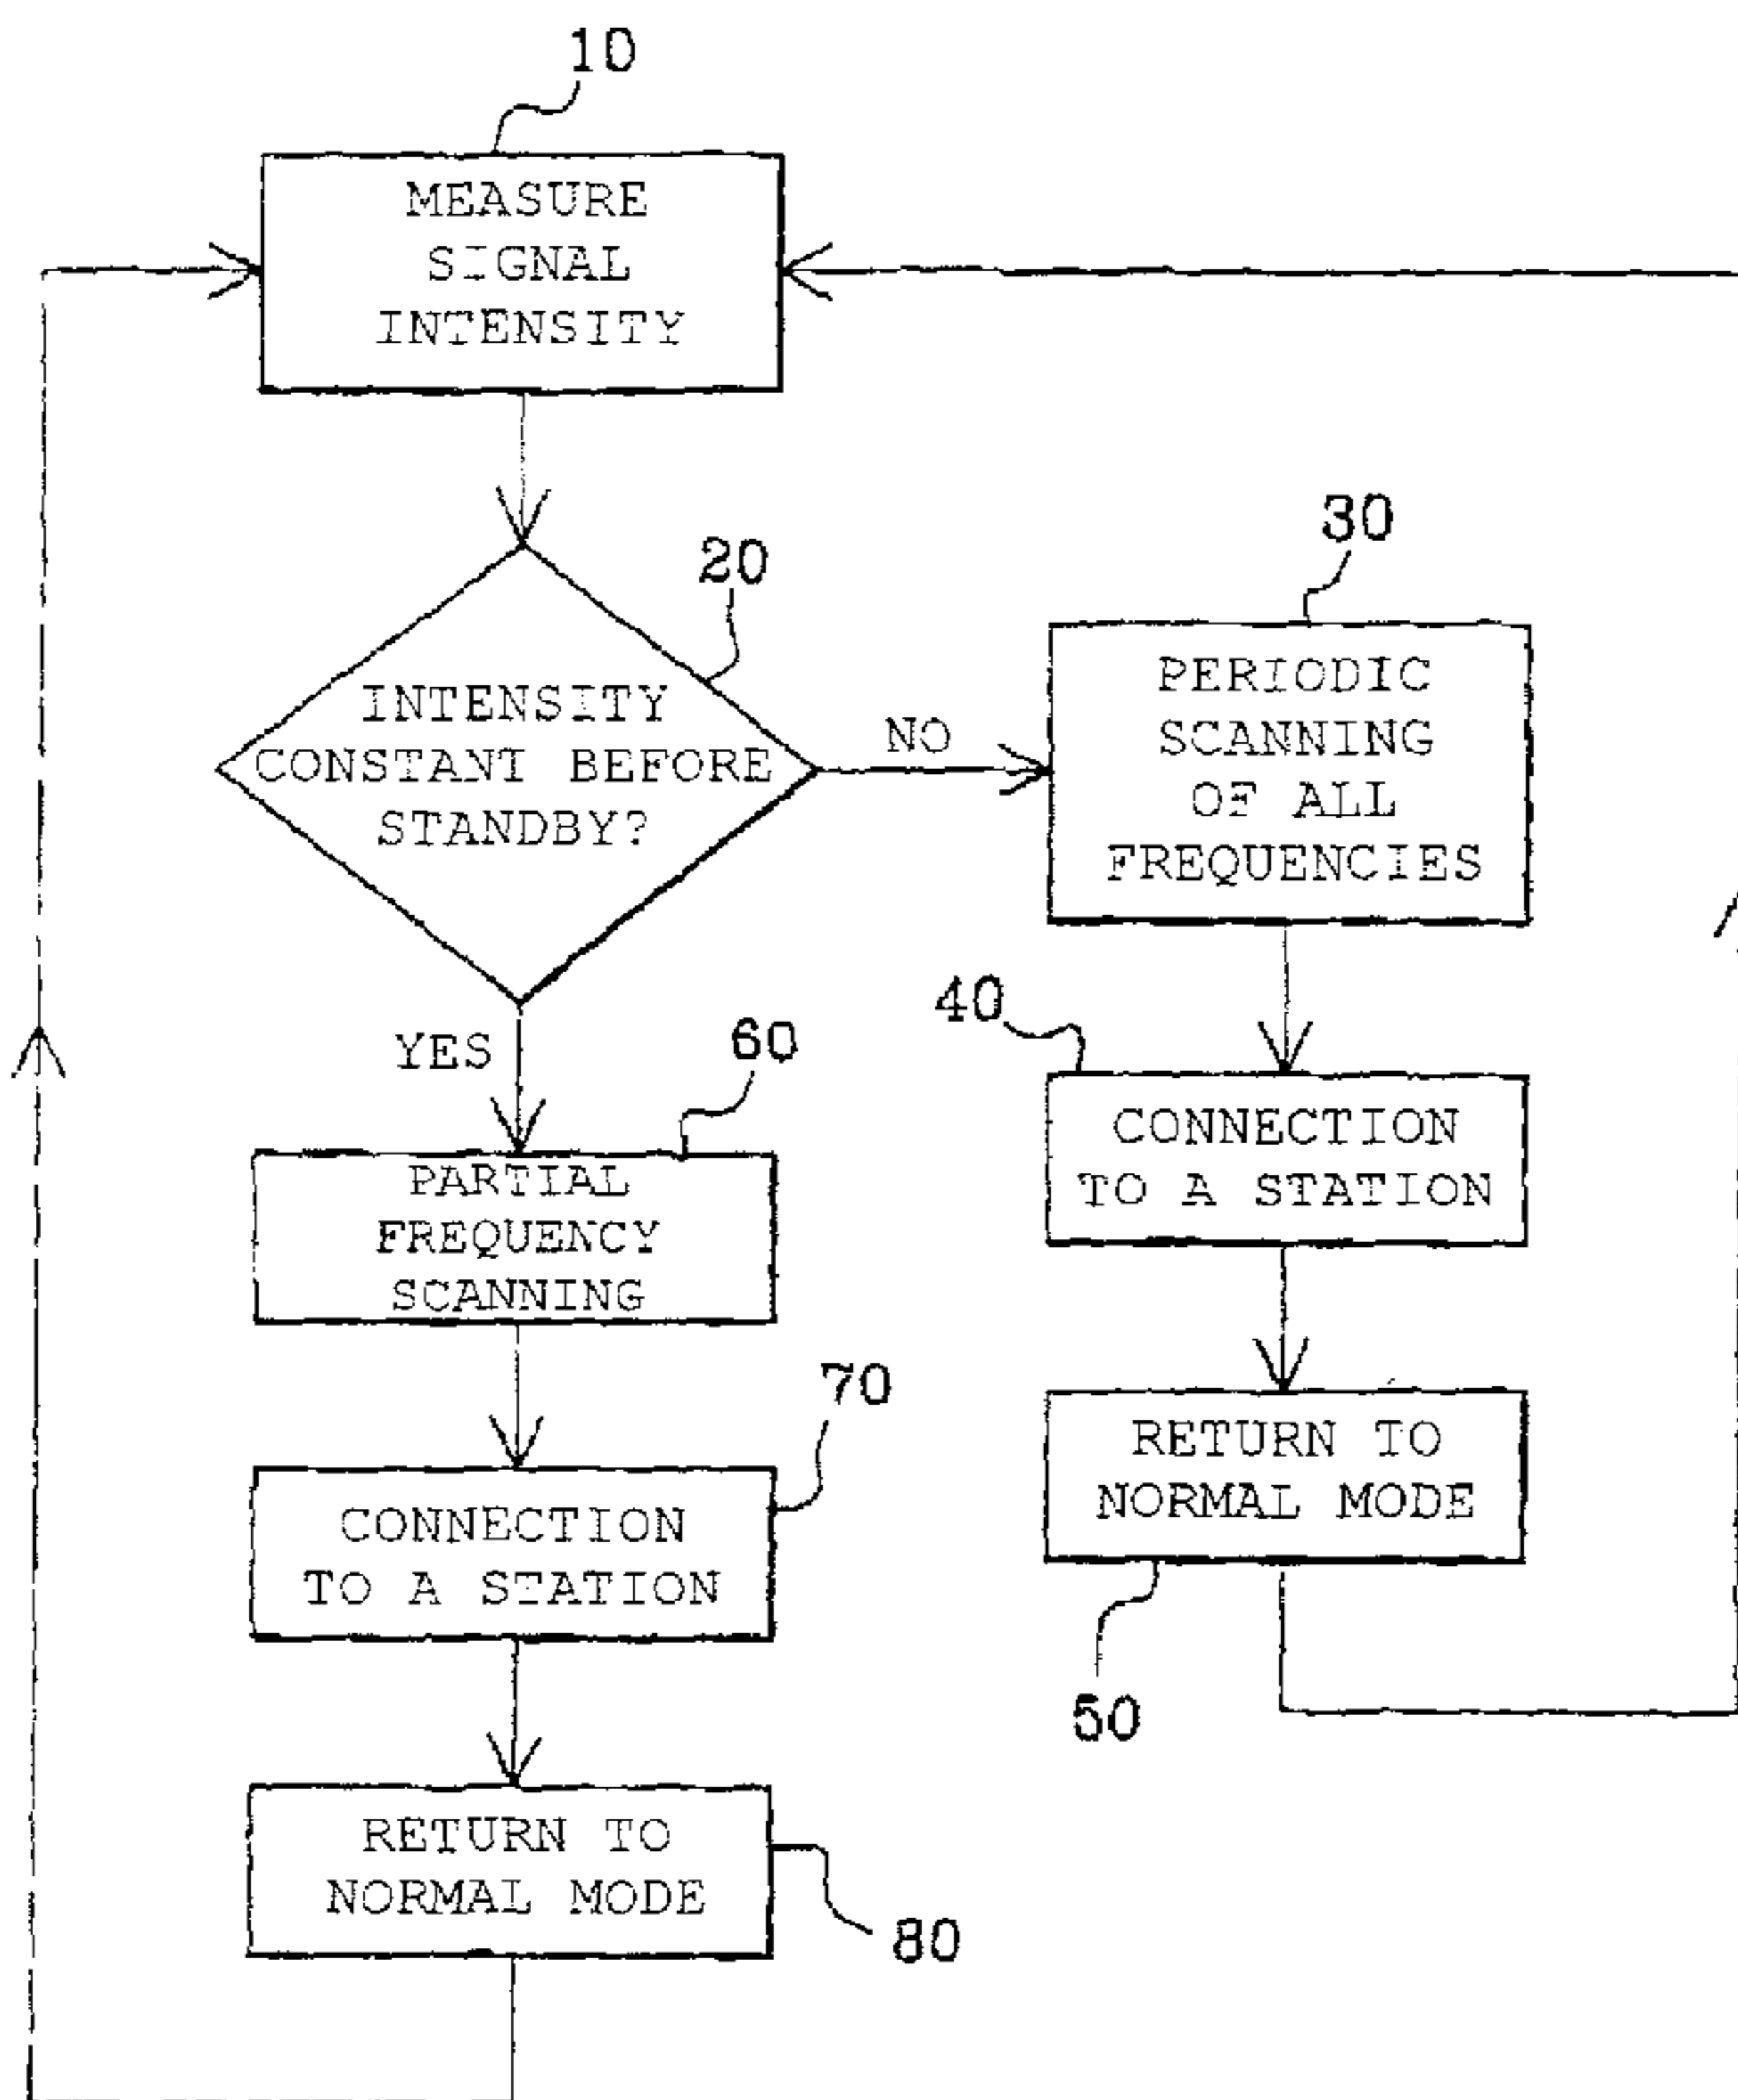 10
MEASURE
SIGNAL
INTENSITY
20
INTENSITY
CONSTANT BEFORE
STANDBY?
NO
30
PERIODIC
SCANNING
OF ALL
FREQUENCIES
40
CONNECTION
TO A STATION
RETURN TO
NORMAL MODE
50
YES
60
PARTIAL
FREQUENCY
SCANNING
70
CONNECTION
TO A STATION
RETURN TO
NORMAL MODE
80